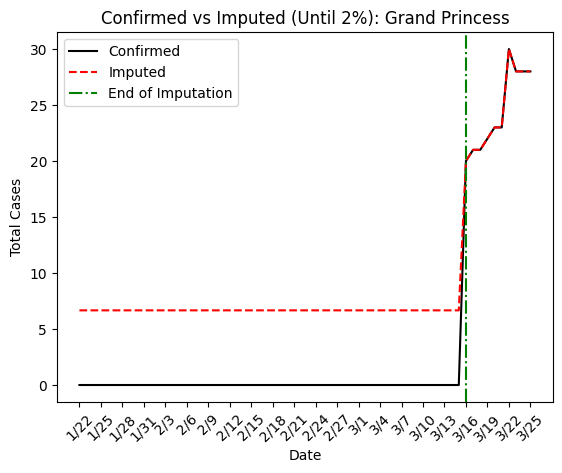 Confirmed vs Imputed (Until 2%): Grand Princess
Confirmed
Imputed
End of Imputation
Total Cases
30
25
20
15
10
5
0
1/22 1/25 1/28 1/31 2/3 2/6 2/9 2/12 2/15 2/18 2/21 2/24 2/27 3/1 3/4 3/7 3/10 3/13 3/16 3/19 3/22 3/25
Date